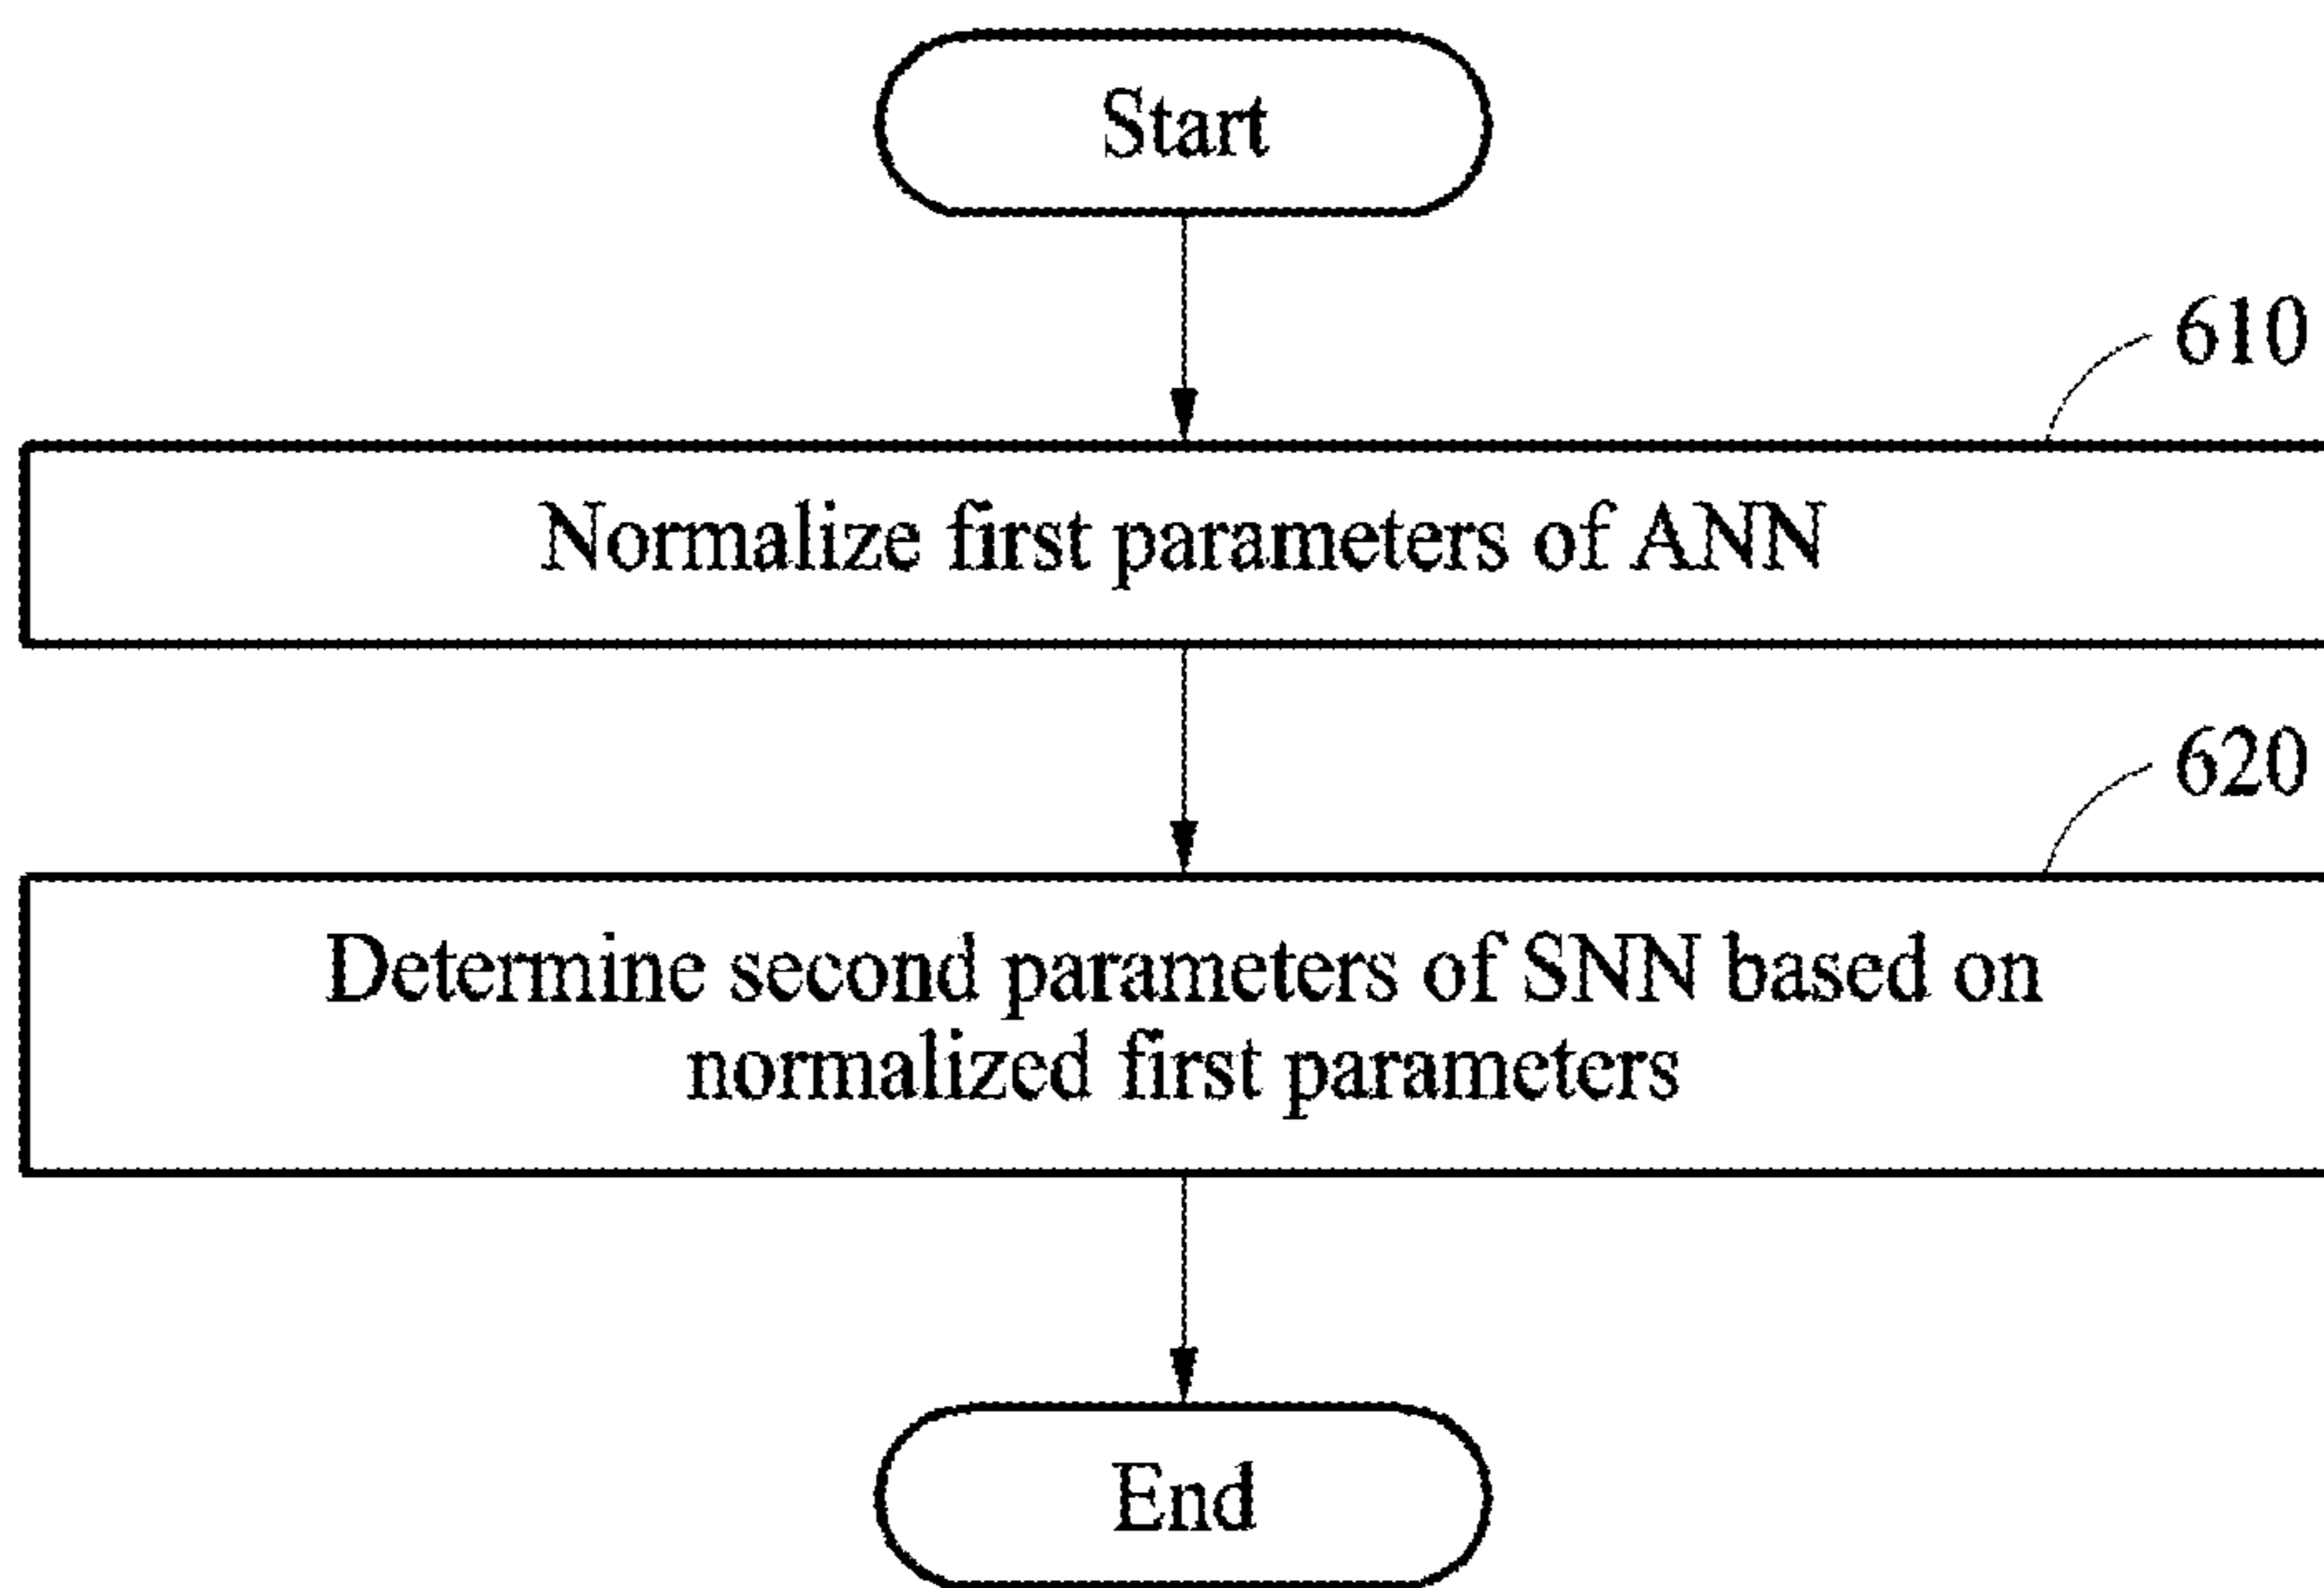 Start
610
Normalize first parameters of ANN
620
Determine second parameters of SNN based on
normalized first parameters
End